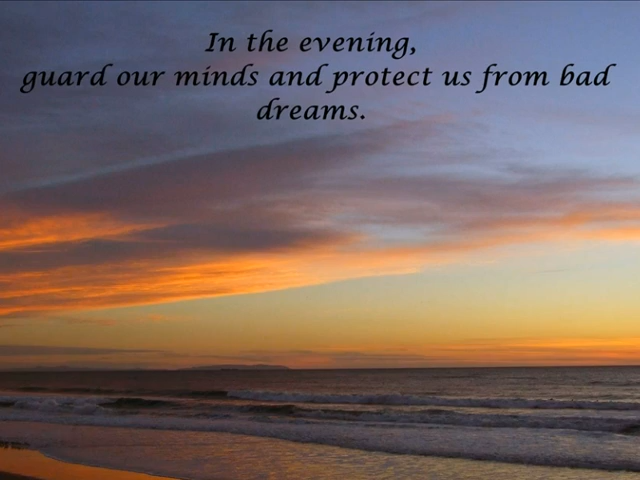 In the evening,
guard our minds and protect us from bad
dreams.